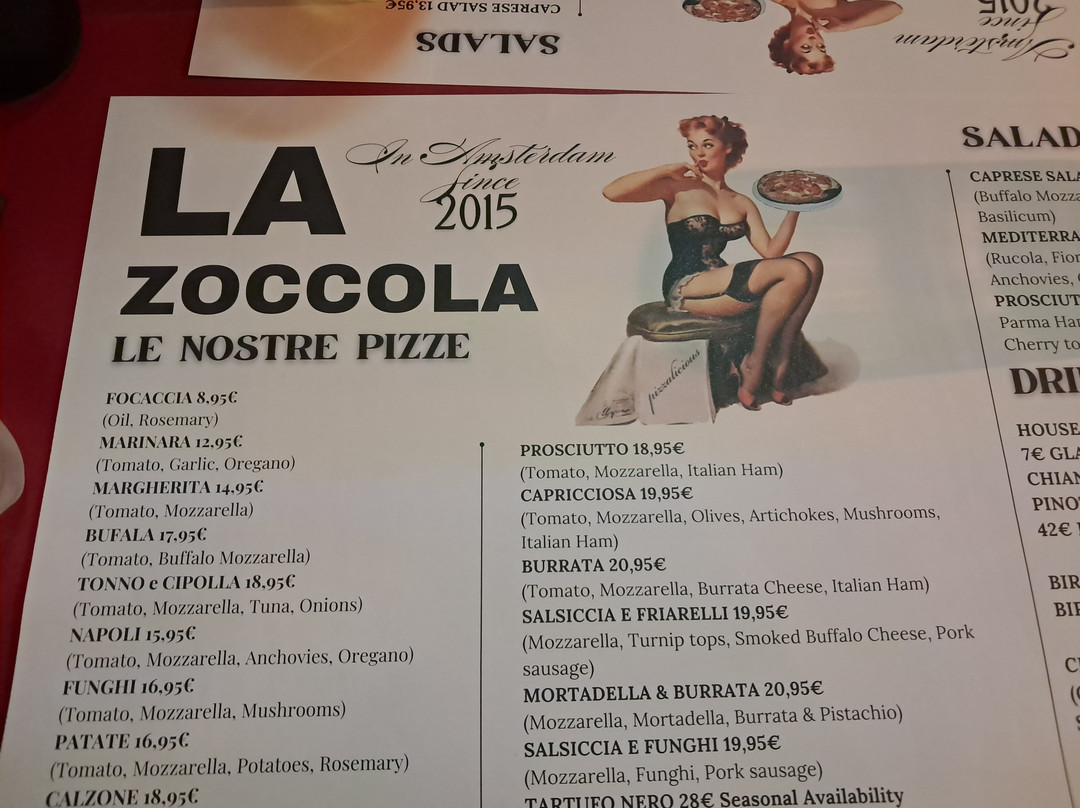 CAPRESE SALAD 13,95€
SALADS
In Amsterdam
Since
2015
LA
ZOCCOLA
In Amsterdam
Since
2015
LE NOSTRE PIZZE
pizzalicious
FOCACCIA 8,95€
(Oil, Rosemary)
MARINARA 12,95€
(Tomato, Garlic, Oregano)
MARGHERITA 14,95€
(Tomato, Mozzarella)
BUFALA 17,95€
(Tomato, Buffalo Mozzarella)
TONNO e CIPOLLA 18,95€
(Tomato, Mozzarella, Tuna, Onions)
NAPOLI 15,95€
(Tomato, Mozzarella, Anchovies, Oregano)
FUNGHI 16,95€
(Tomato, Mozzarella, Mushrooms)
PATATE 16,95€
(Tomato, Mozzarella, Potatoes, Rosemary)
CALZONE 18,95€
PROSCIUTTO 18,95€
(Tomato, Mozzarella, Italian Ham)
CAPRICCIOSA 19,95€
(Tomato, Mozzarella, Olives, Artichokes, Mushrooms,
Italian Ham)
BURRATA 20,95€
(Tomato, Mozzarella, Burrata Cheese, Italian Ham)
SALSICCIA E FRIARELLI 19,95€
(Mozzarella, Turnip tops, Smoked Buffalo Cheese, Pork
sausage)
MORTADELLA & BURRATA 20,95€
(Mozzarella, Mortadella, Burrata & Pistachio)
SALSICCIA E FUNGHI 19,95€
(Mozzarella, Funghi, Pork sausage)
TARTUFO NERO 28€ Seasonal Availability
SALAD
CAPRESE SALA
(Buffalo Mozza
Basilicum)
MEDITERRA
(Rucola, Fior
Anchovies,
PROSCIUT
Parma Ha
Cherry to
DRI
HOUSE
7€ GLA
CHIAN
PINO
42€
BIR
BIR